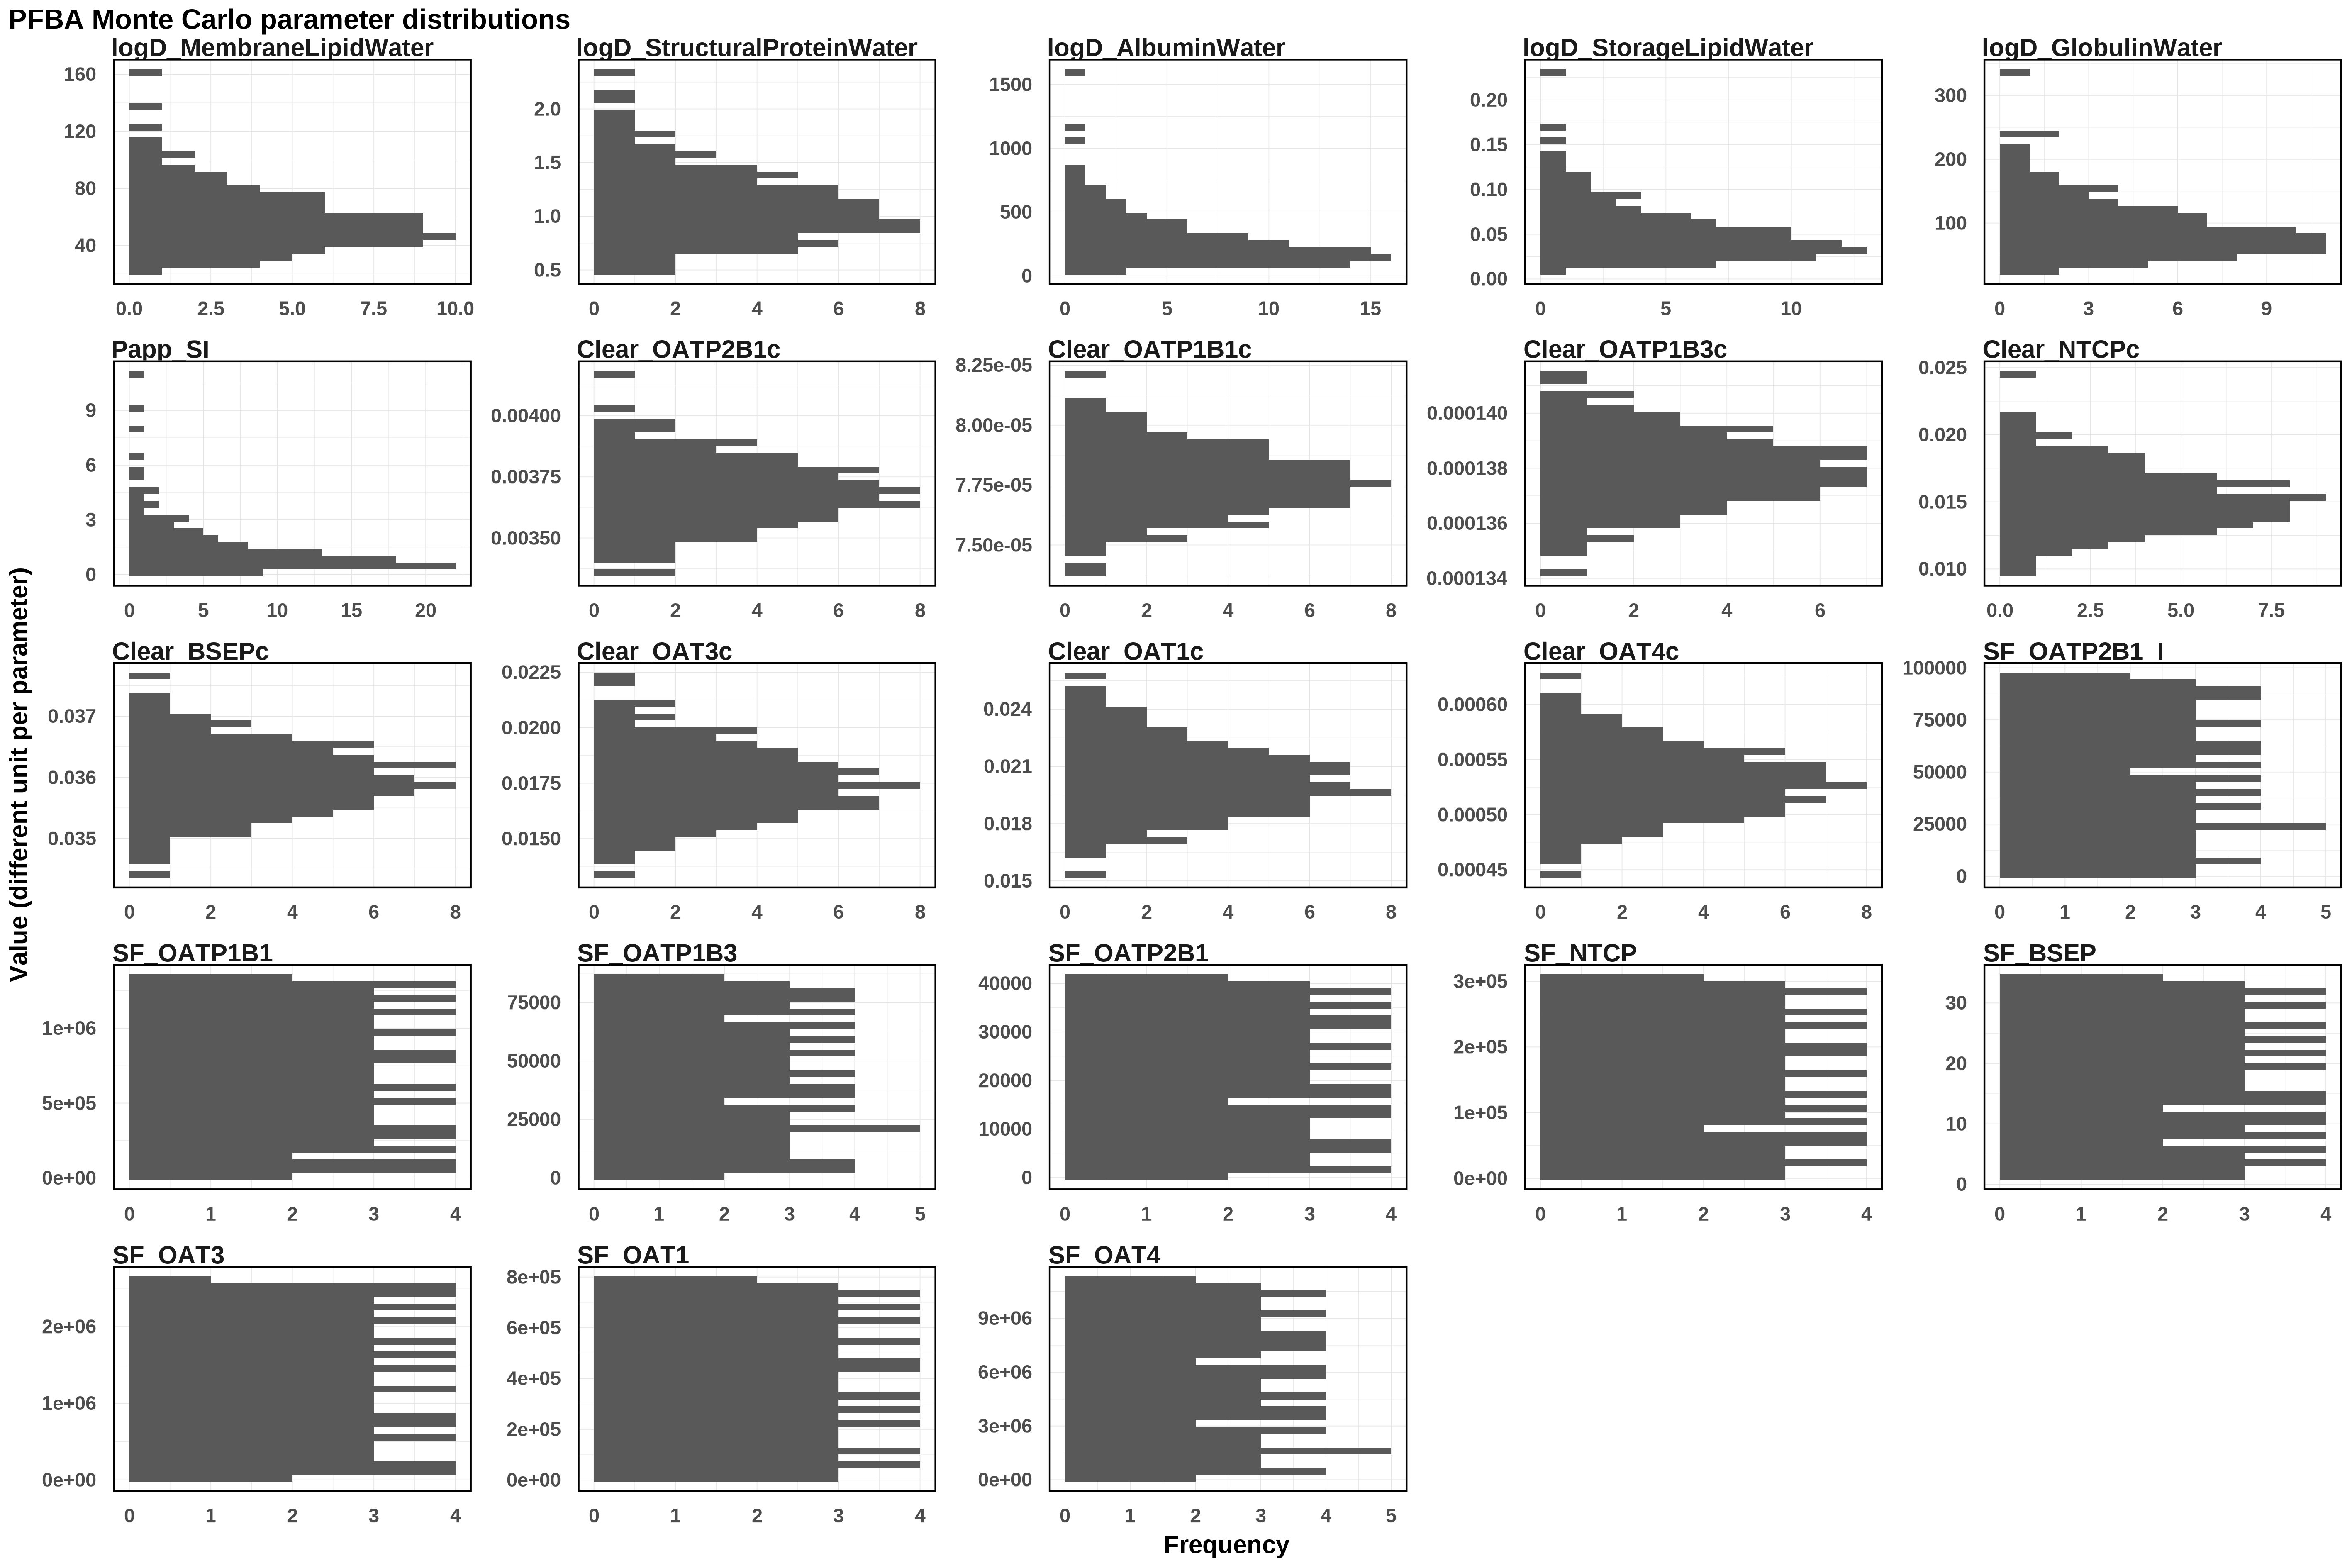 PFBA Monte Carlo parameter distributions
logD_MembraneLipidWater
logD_StructuralProteinWater
logD_AlbuminWater
logD_StorageLipidWater
logD_GlobulinWater
160
120
80
40
0.0 2.5 5.0 7.5 10.0
2.0
1.5
1.0
0.5
0 2 4 6 8
1500
1000
500
0
0 5 10 15
0.20
0.15
0.10
0.05
0.00
0 5 10
300
200
100
0 3 6 9
Papp_SI
Clear_OATP2B1c
Clear_OATP1B1c
Clear_OATP1B3c
Clear_NTCPc
9
6
3
0
0 5 10 15 20
0.00400
0.00375
0.00350
0 2 4 6 8
8.25e-05
8.00e-05
7.75e-05
7.50e-05
0 2 4 6 8
0.000140
0.000138
0.000136
0.000134
0 2 4 6
0.025
0.020
0.015
0.010
0.0 2.5 5.0 7.5
Value (different unit per parameter)
Clear_BSEPc
Clear_OAT3c
Clear_OAT1c
Clear_OAT4c
SF_OATP2B1_I
0.037
0.036
0.035
0 2 4 6 8
0.0225
0.0200
0.0175
0.0150
0 2 4 6 8
0.024
0.021
0.018
0.015
0 2 4 6 8
0.00060
0.00055
0.00050
0.00045
0 2 4 6 8
100000
75000
50000
25000
0
0 1 2 3 4 5
SF_OATP1B1
SF_OATP1B3
SF_OATP2B1
SF_NTCP
SF_BSEP
1e+06
5e+05
0e+00
0 1 2 3 4
75000
50000
25000
0
0 1 2 3 4 5
40000
30000
20000
10000
0
0 1 2 3 4
3e+05
2e+05
1e+05
0e+00
0 1 2 3 4
30
20
10
0
0 1 2 3 4
SF_OAT3
SF_OAT1
SF_OAT4
2e+06
1e+06
0e+00
0 1 2 3 4
8e+05
6e+05
4e+05
2e+05
0e+00
0 1 2 3 4
9e+06
6e+06
3e+06
0e+00
0 1 2 3 4 5
Frequency